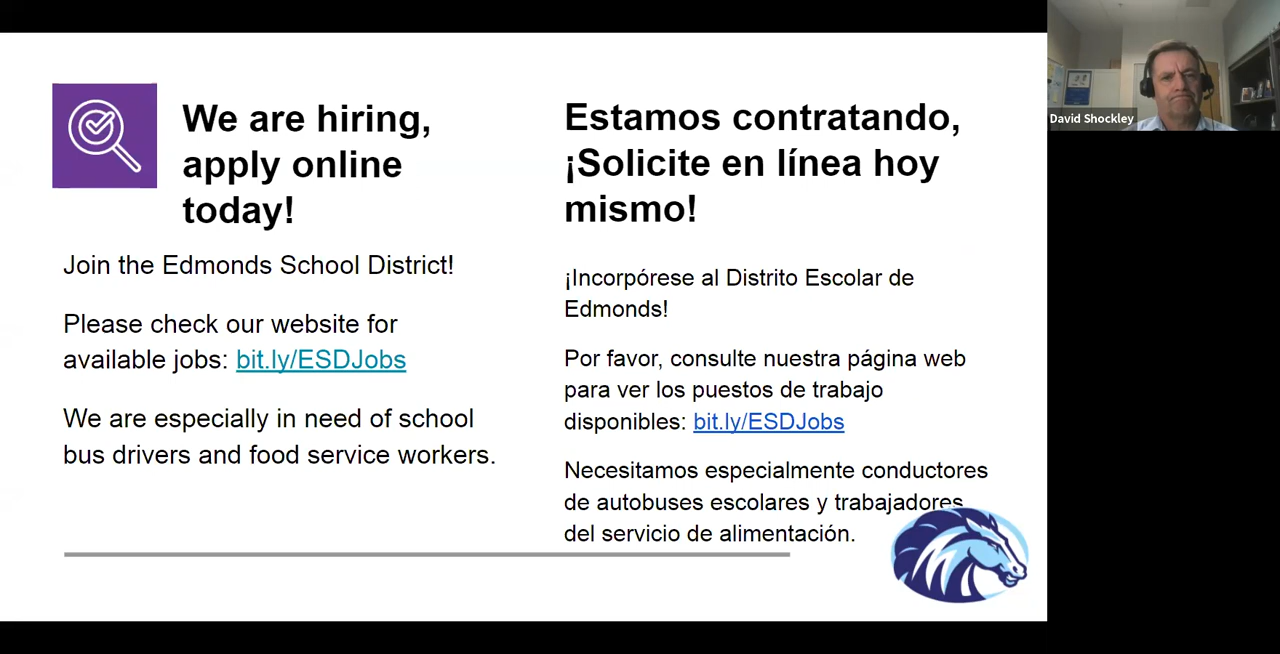 We are hiring,
apply online
today!
Join the Edmonds School District!
Please check our website for
available jobs: bit.ly/ESDJobs
We are especially in need of school
bus drivers and food service workers.
Estamos contratando,
¡Solicite en línea hoy
mismo!
¡Incorpórese al Distrito Escolar de
Edmonds!
Por favor, consulte nuestra página web
para ver los puestos de trabajo
disponibles: bit.ly/ESDJobs
Necesitamos especialmente conductores
de autobuses escolares y trabajadores
del servicio de alimentación.
David Shockley